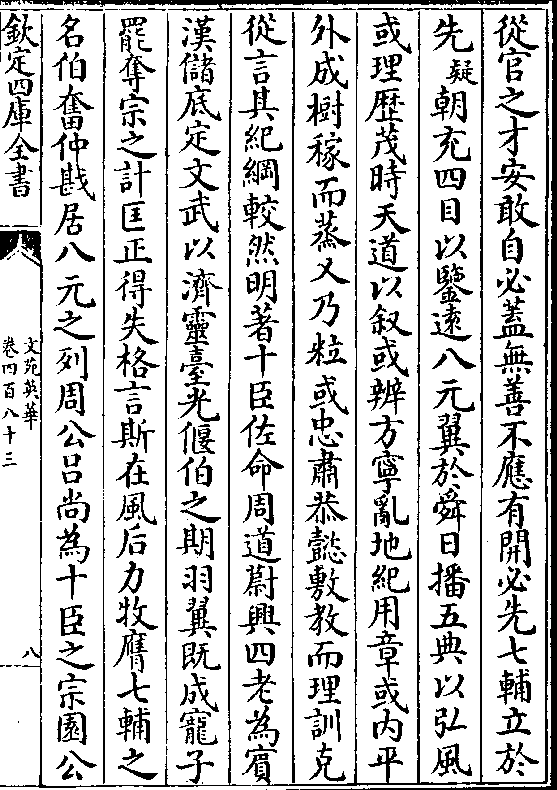 從官之才安敢自必蓋無善不應有開必先七輔立於
先疑朝充四目以鑒逺八元翼於舜日播五典以弘風
或理歴茂時天道以叙或辨方寧亂地紀用章或内平
外成樹稼而蒸乂乃粒或忠肅恭懿敷教而理訓克
從言其紀綱較然明著十臣佐命周道蔚興四老為賔
漢儲底定文武以濟靈臺光偃伯之期羽翼既成寵子
罷奪宗之計匡正得失格言斯在風后力牧膺七輔之
名伯奮仲戡居八元之列周公吕尚為十臣之宗園公
欽定四庫全書
文苑英華
卷四百八十三
八